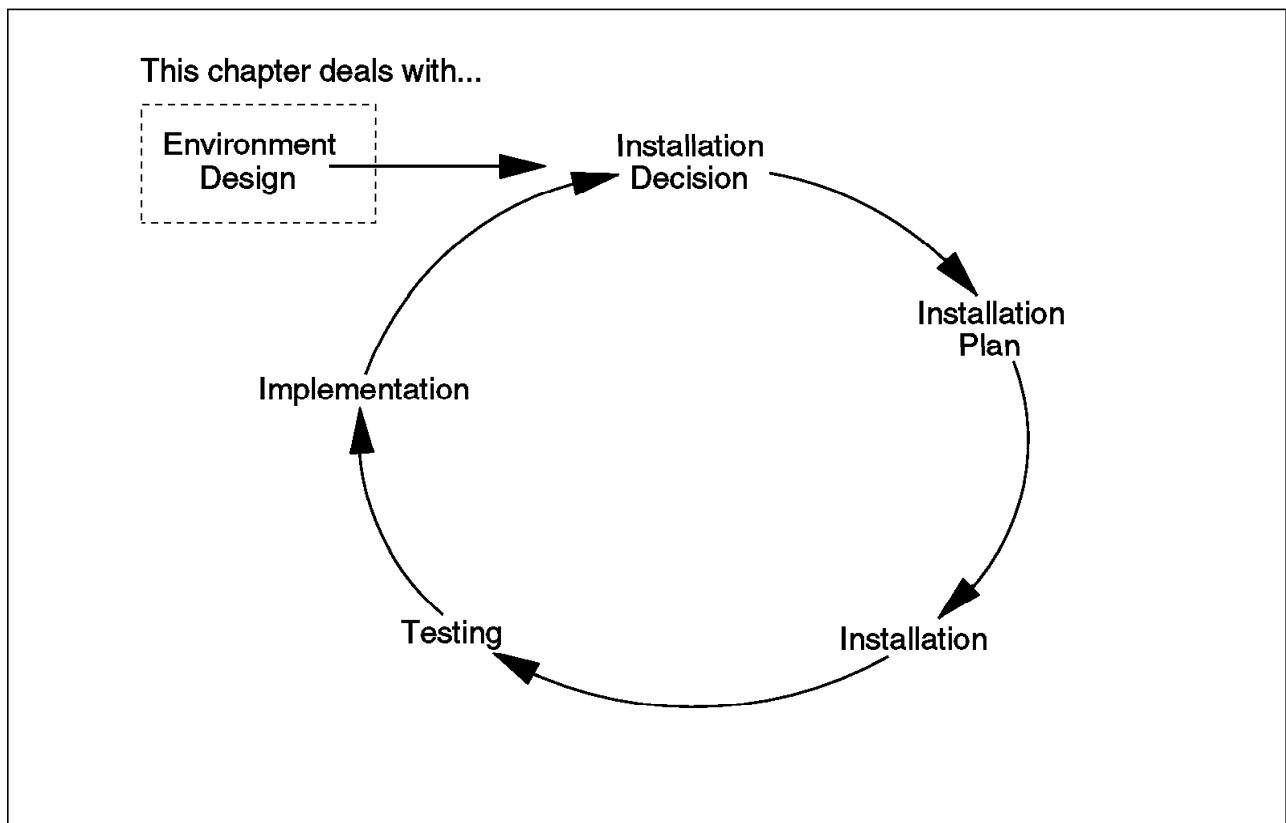 This chapter deals with...
Environment
Design
Installation
Decision
Installation
Plan
Implementation
Testing
Installation